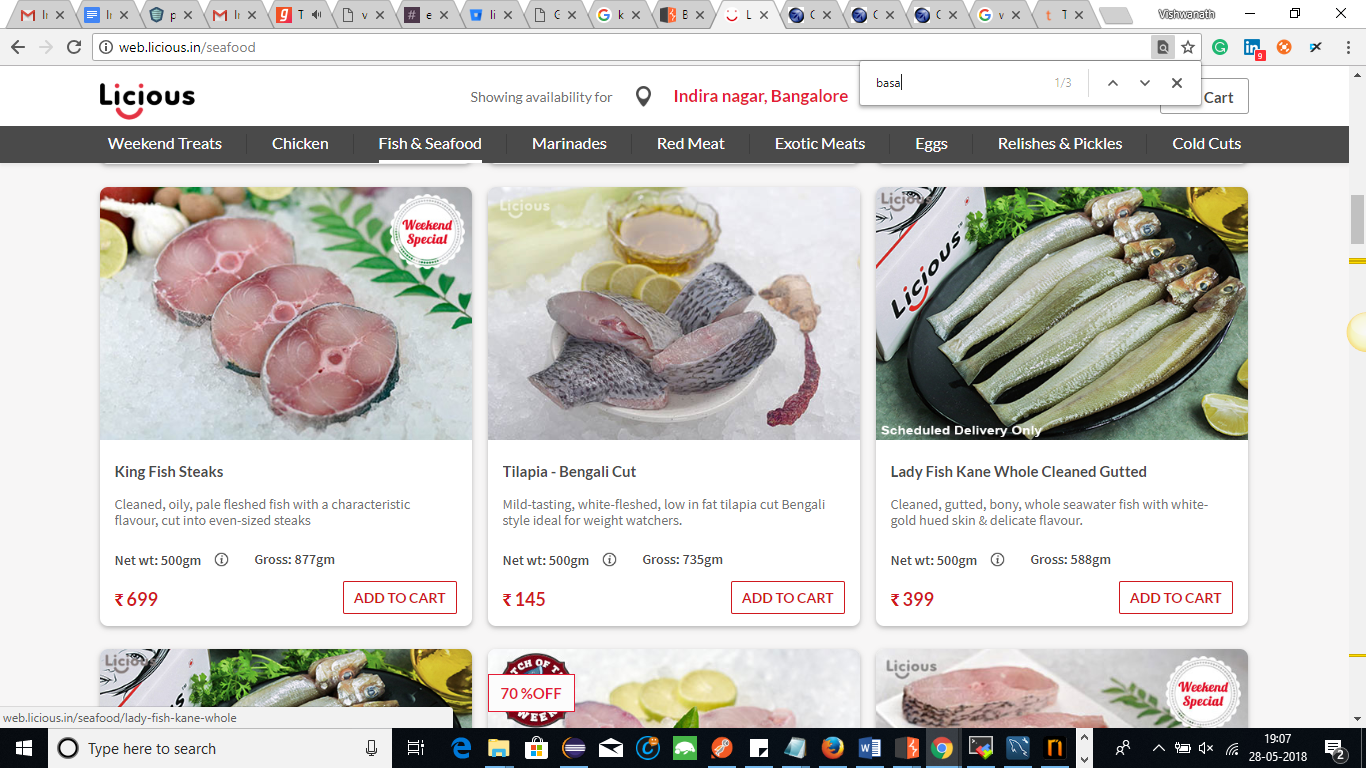 Vishwanath
web.licious.in/seafood
basa
1/3
Licious
Showing availability for
Indira nagar, Bangalore
Cart
Weekend Treats
Chicken
Fish & Seafood
Marinades
Red Meat
Exotic Meats
Eggs
Relishes & Pickles
Cold Cuts
Weekend
Special
Licious
Licious
Licious
Scheduled Delivery Only
King Fish Steaks
Cleaned, oily, pale fleshed fish with a characteristic
flavour, cut into even-sized steaks
Net wt: 500gm
Gross: 877gm
₹ 699
ADD TO CART
Tilapia - Bengali Cut
Mild-tasting, white-fleshed, low in fat tilapia cut Bengali
style ideal for weight watchers.
Net wt: 500gm
Gross: 735gm
₹ 145
ADD TO CART
Lady Fish Kane Whole Cleaned Gutted
Cleaned, gutted, bony, whole seawater fish with white-
gold hued skin & delicate flavour.
Net wt: 500gm
Gross: 588gm
₹ 399
ADD TO CART
Licious
70 %OFF
Licious
Weekend
Special
web.licious.in/seafood/lady-fish-kane-whole
Type here to search
19:07
28-05-2018
2